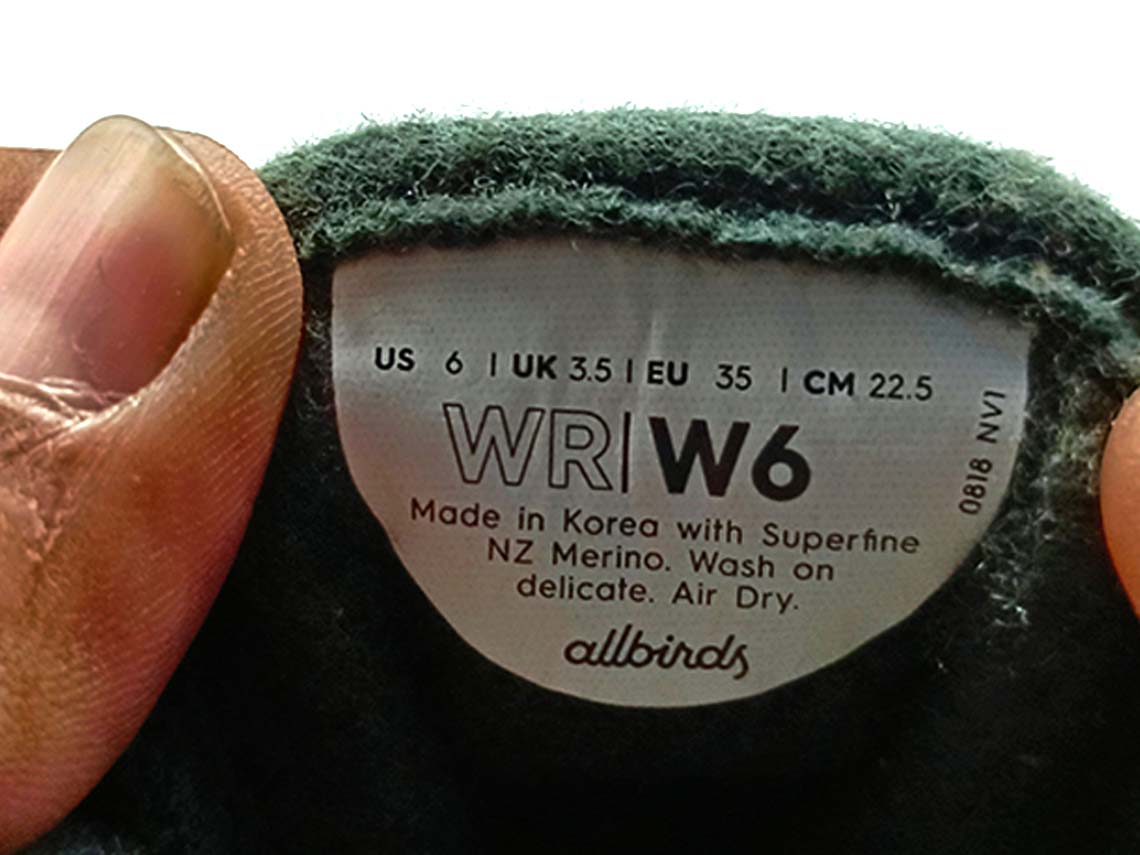 US 6 | UK 3.5 | EU 35 | CM 22.5
WR|W6
Made in Korea with Superfine
NZ Merino. Wash on
delicate. Air Dry.
allbirds
0818 NVI